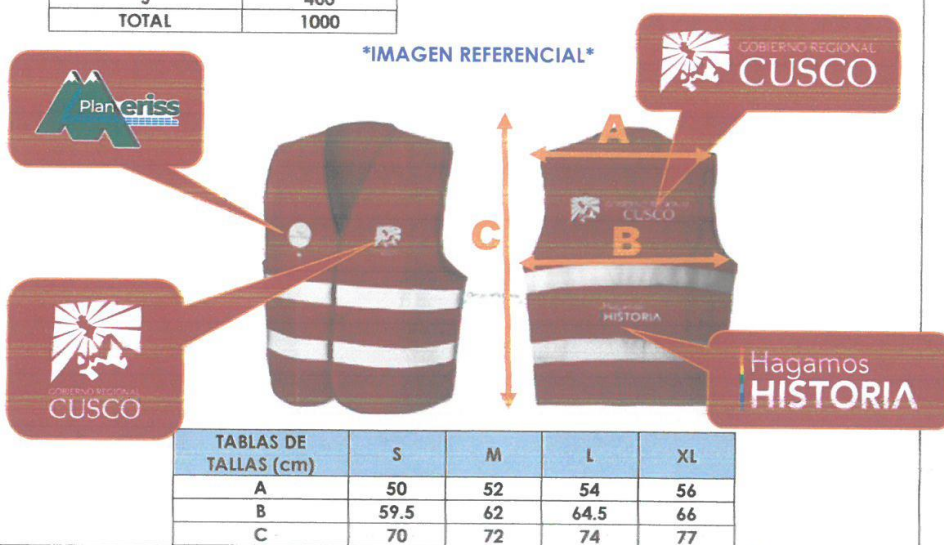 TOTAL 1000
*IMAGEN REFERENCIAL*
Plan eriss
GOBIERNO REGIONAL
CUSCO
A
C
GOBIERNO REGIONAL
CUSCO
B
Hagamos
HISTORIA
GOBIERNO REGIONAL
CUSCO
Hagamos
HISTORIA
TABLAS DE
TALLAS (cm) S M L XL
A 50 52 54 56
B 59.5 62 64.5 66
C 70 72 74 77